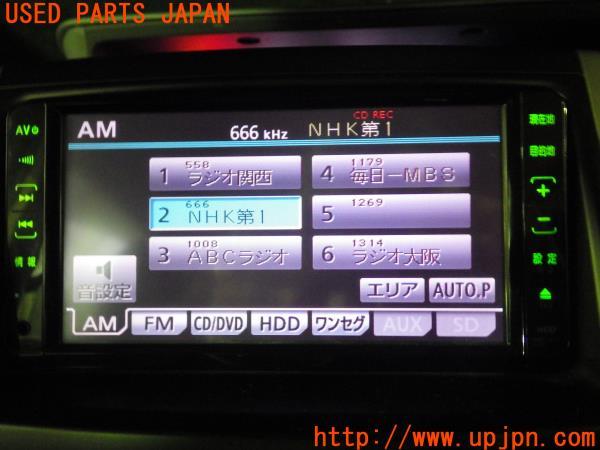 USED PARTS JAPAN
AV
AM
666 kHz
CD REC
NHK第1
現在地
目的地
558
1 ラジオ関西
1179
4 毎日-MBS
666
2 NHK第1
1269
5
1008
3 ABCラジオ
1314
6 ラジオ大阪
情報
設定
音設定
エリア
AUTO.P
AM
FM
CD/DVD
HDD
ワンセグ
AUX
SD
http://www.upjpn.com/